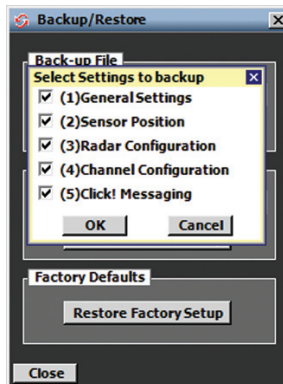 Backup/Restore
Back-up File
Select Settings to backup
(1)General Settings
(2)Sensor Position
(3)Radar Configuration
(4)Channel Configuration
(5)Click! Messaging
OK Cancel
Factory Defaults
Restore Factory Setup
Close